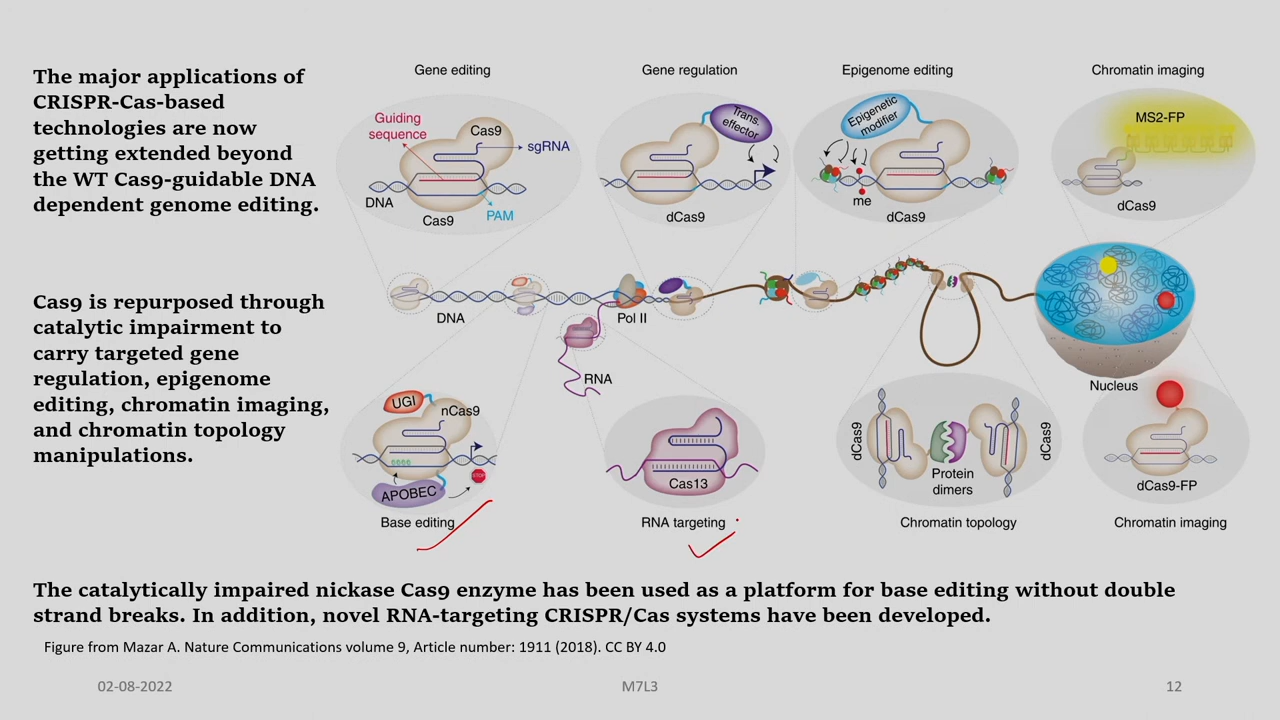 The major applications of
CRISPR-Cas-based
technologies are now
getting extended beyond
the WT Cas9-guidable DNA
dependent genome editing.
Cas9 is repurposed through
catalytic impairment to
carry targeted gene
regulation, epigenome
editing, chromatin imaging,
and chromatin topology
manipulations.
Gene editing
Guiding
sequence
Cas9
sgRNA
DNA
Cas9
PAM
Gene regulation
Trans.
effector
dCas9
Epigenome editing
Epigenetic
modifier
me
dCas9
Chromatin imaging
MS2-FP
dCas9
DNA
Pol II
RNA
Nucleus
UGI
nCas9
APOBEC
STOP
Base editing
Cas13
RNA targeting
dCas9
Protein
dimers
dCas9
Chromatin topology
dCas9-FP
Chromatin imaging
The catalytically impaired nickase Cas9 enzyme has been used as a platform for base editing without double
strand breaks. In addition, novel RNA-targeting CRISPR/Cas systems have been developed.
Figure from Mazar A. Nature Communications volume 9, Article number: 1911 (2018). CC BY 4.0
02-08-2022
M7L3
12